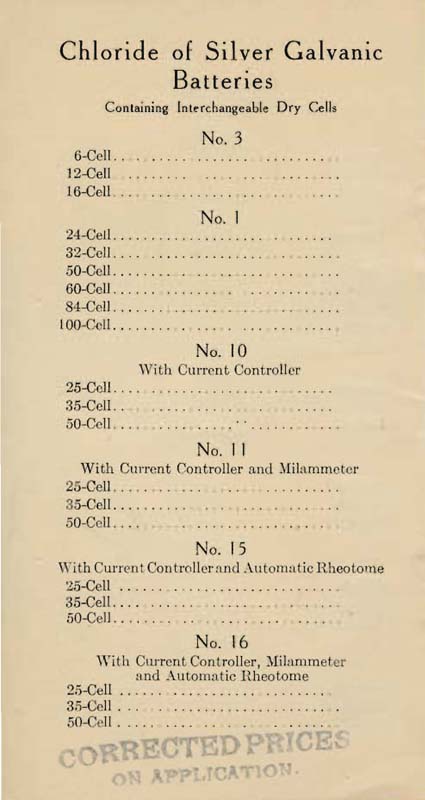 Chloride of Silver Galvanic
Batteries
Containing Interchangeable Dry Cells
No. 3
6-Cell
12-Cell
16-Cell
No. 1
24-Cell
32-Cell
50-Cell
60-Cell
84-Cell
100-Cell
No. 10
With Current Controller
25-Cell
35-Cell
50-Cell
No. 11
With Current Controller and Milammeter
25-Cell
35-Cell
50-Cell
No. 15
With Current Controller and Automatic Rheotome
25-Cell
35-Cell
50-Cell
No. 16
With Current Controller, Milammeter
and Automatic Rheotome
25-Cell
35-Cell
50-Cell
CORRECTED PRICES
ON APPLICATION.